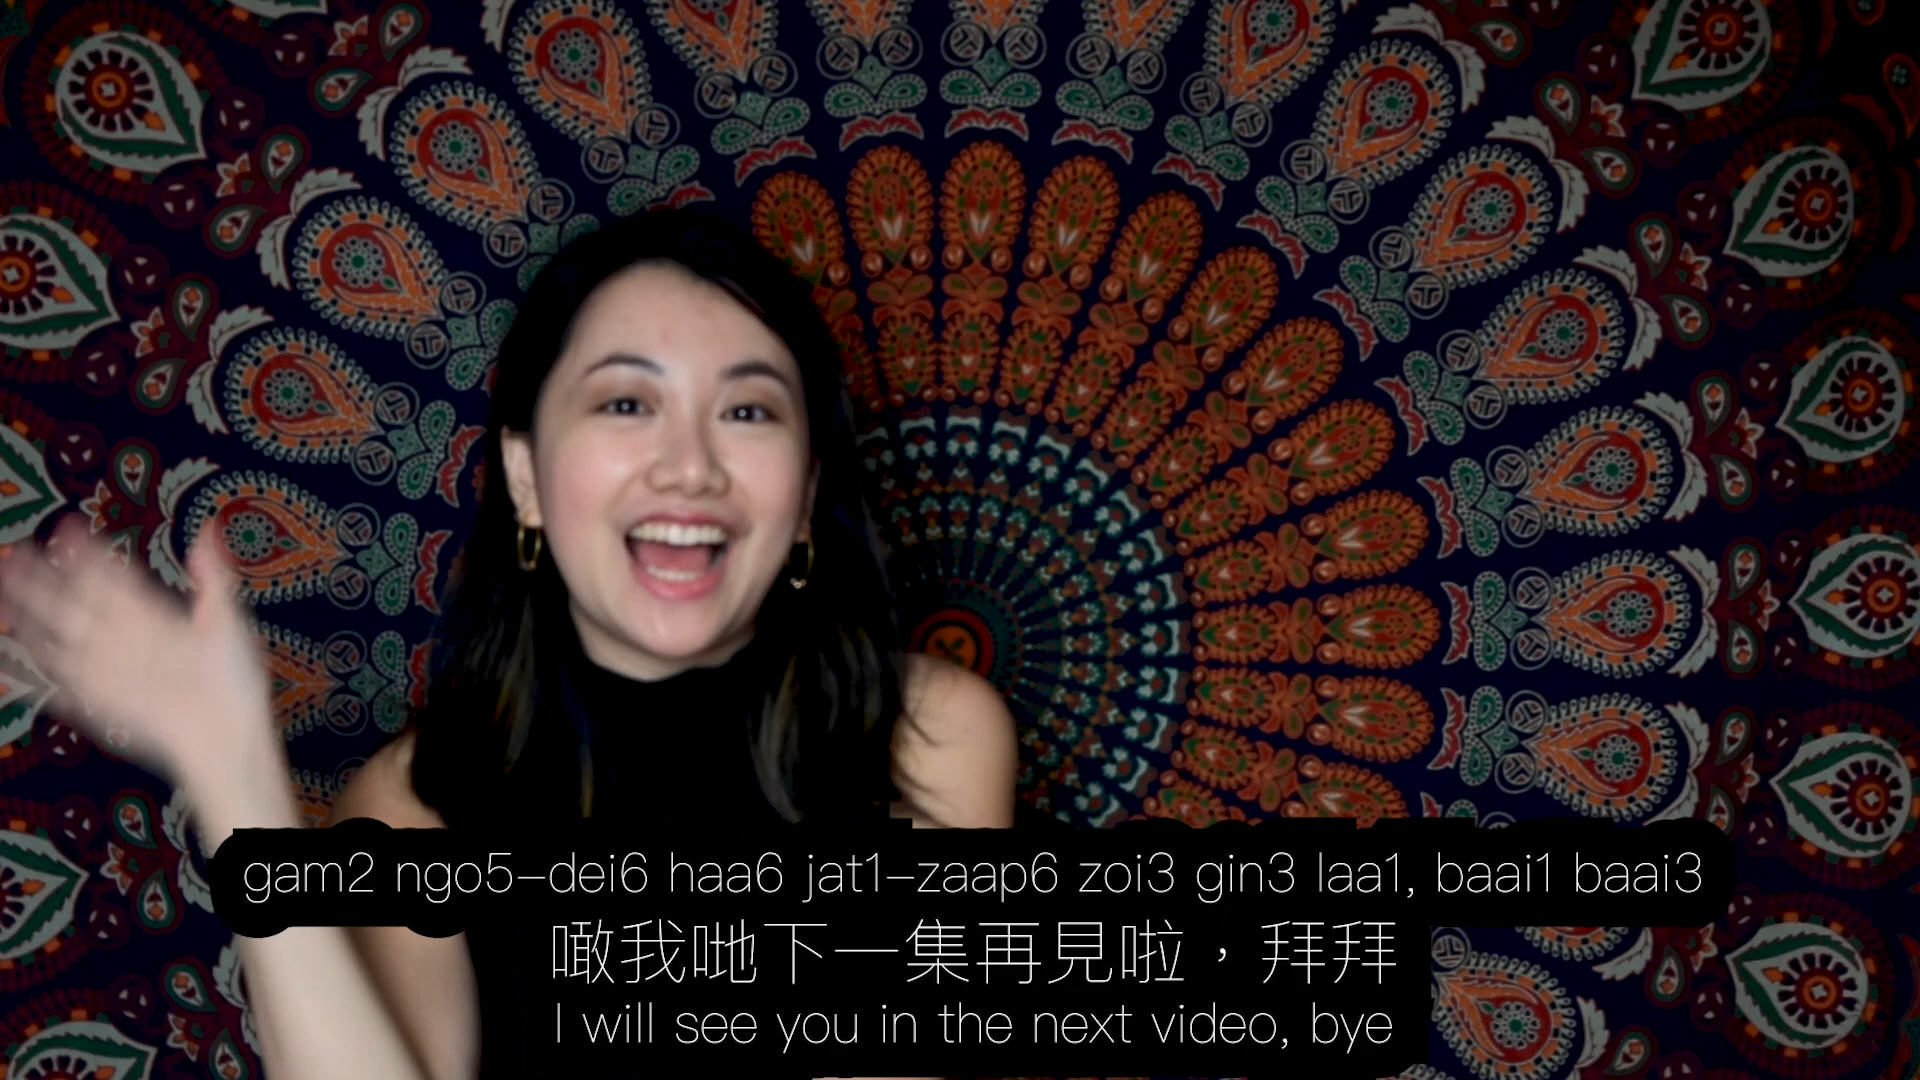 gam2 ngo5-dei6 haa6 jat1-zaap6 zoi3 gin3 laa1, baai1 baai3
噉我哋下一集再見啦，拜拜
I will see you in the next video, bye